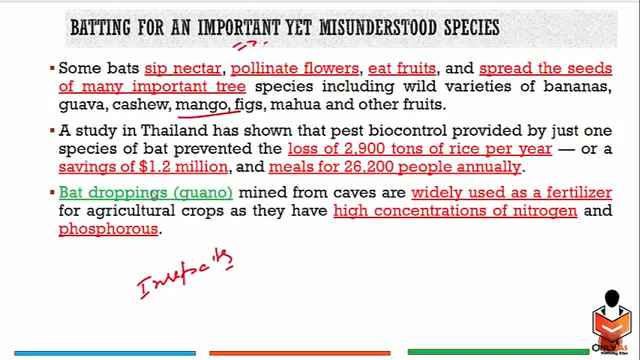 BATTING FOR AN IMPORTANT YET MISUNDERSTOOD SPECIES
▪ Some bats sip nectar, pollinate flowers, eat fruits, and spread the seeds
of many important tree species including wild varieties of bananas,
guava, cashew, mango, figs, mahua and other fruits.
▪ A study in Thailand has shown that pest biocontrol provided by just one
species of bat prevented the loss of 2,900 tons of rice per year — or a
savings of $1.2 million, and meals for 26,200 people annually.
▪ Bat droppings (guano) mined from caves are widely used as a fertilizer
for agricultural crops as they have high concentrations of nitrogen and
phosphorous.